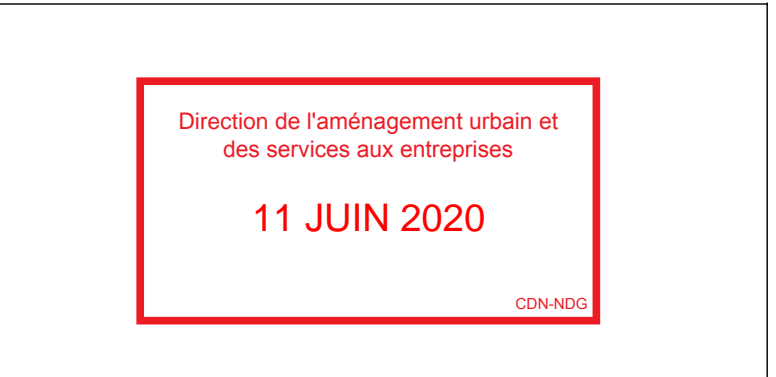 Direction de l'aménagement urbain et
des services aux entreprises
11 JUIN 2020
CDN-NDG